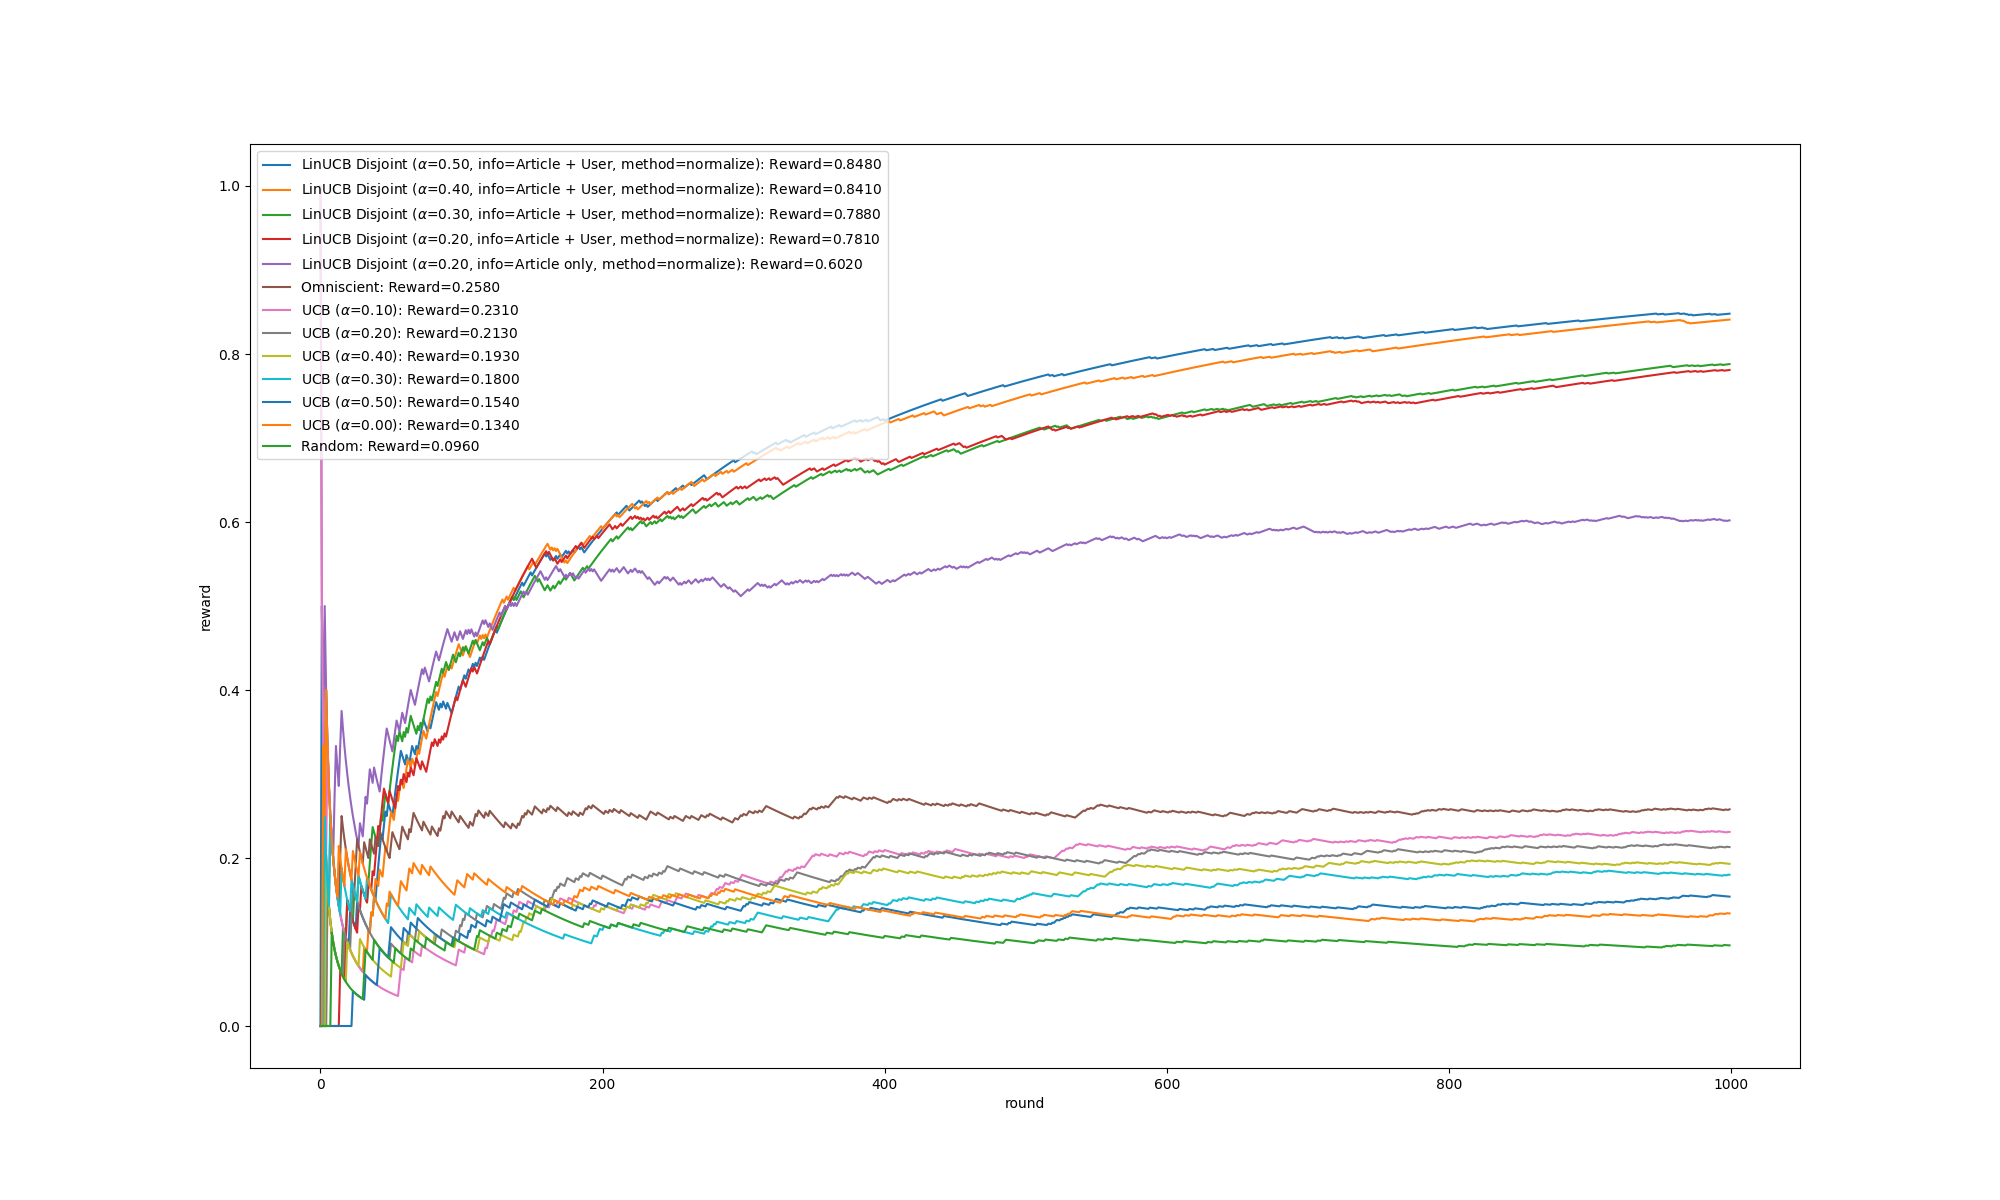 LinUCB Disjoint (α=0.50, info=Article + User, method=normalize): Reward=0.8480
LinUCB Disjoint (α=0.40, info=Article + User, method=normalize): Reward=0.8410
LinUCB Disjoint (α=0.30, info=Article + User, method=normalize): Reward=0.7880
LinUCB Disjoint (α=0.20, info=Article + User, method=normalize): Reward=0.7810
LinUCB Disjoint (α=0.20, info=Article only, method=normalize): Reward=0.6020
Omniscient: Reward=0.2580
UCB (α=0.10): Reward=0.2310
UCB (α=0.20): Reward=0.2130
UCB (α=0.40): Reward=0.1930
UCB (α=0.30): Reward=0.1800
UCB (α=0.50): Reward=0.1540
UCB (α=0.00): Reward=0.1340
Random: Reward=0.0960
1.0
0.8
0.6
0.4
0.2
0.0
reward
0 200 400 600 800 1000
round